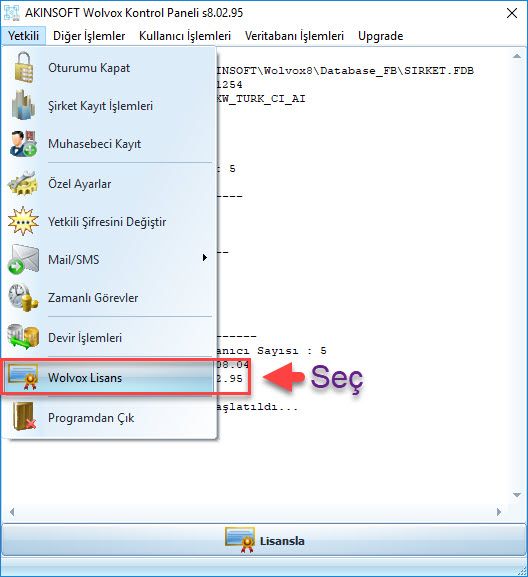 AKINSOFT Wolvox Kontrol Paneli s8.02.95
Yetkili Diğer İşlemler Kullanıcı İşlemleri Veritabanı İşlemleri Upgrade
Oturumu Kapat
Şirket Kayıt İşlemleri
Muhasebeci Kayıt
Özel Ayarlar
Yetkili Şifresini Değiştir
Mail/SMS
Zamanlı Görevler
Devir İşlemleri
Wolvox Lisans
Programdan Çık
INSOFT\Wolvox8\Database_FB\SIRKET.FDB
1254
KW_TURK_CI_AI
: 5
-----
--
------
anıcı Sayısı : 5
08.04
2.95
aşlatıldı...
Seç
Lisansla